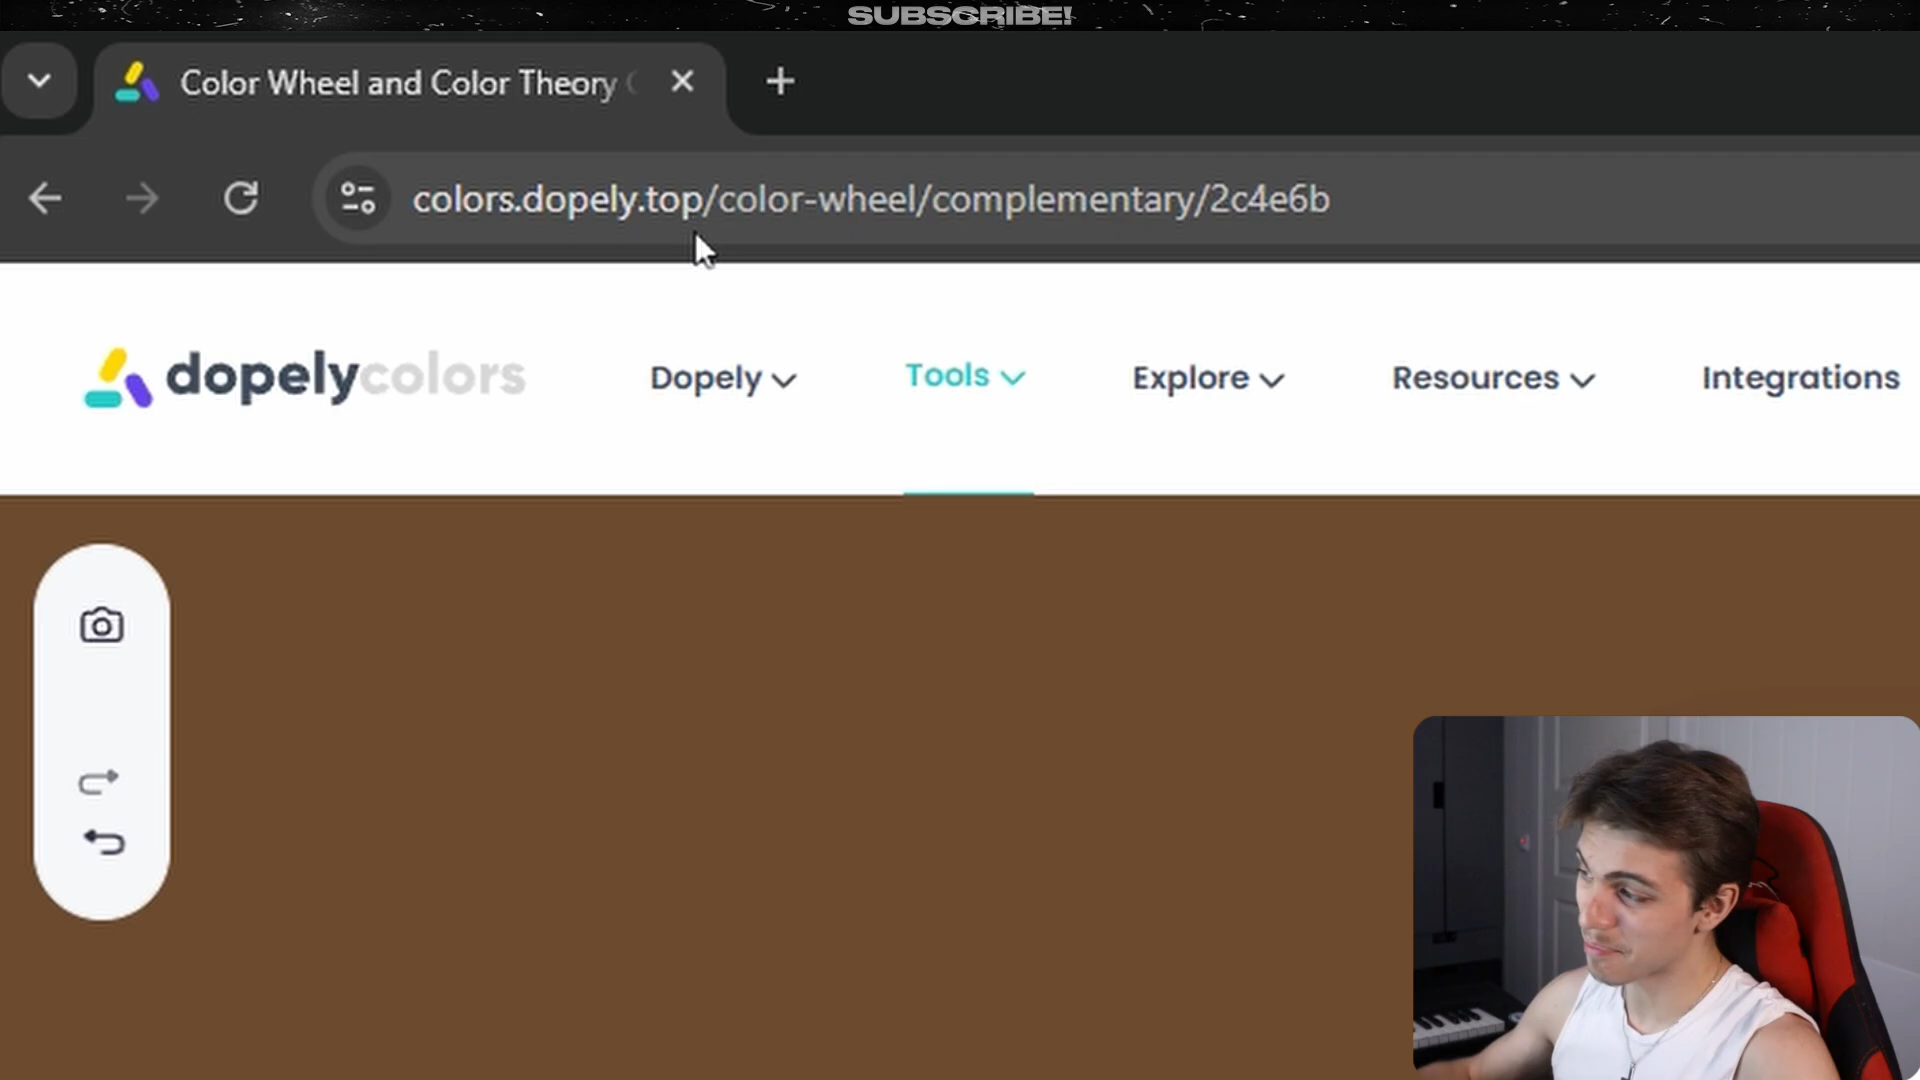 SUBSCRIBE!
Color Wheel and Color Theory
colors.dopely.top/color-wheel/complementary/2c4e6b
dopelycolors
Dopely
Tools
Explore
Resources
Integrations